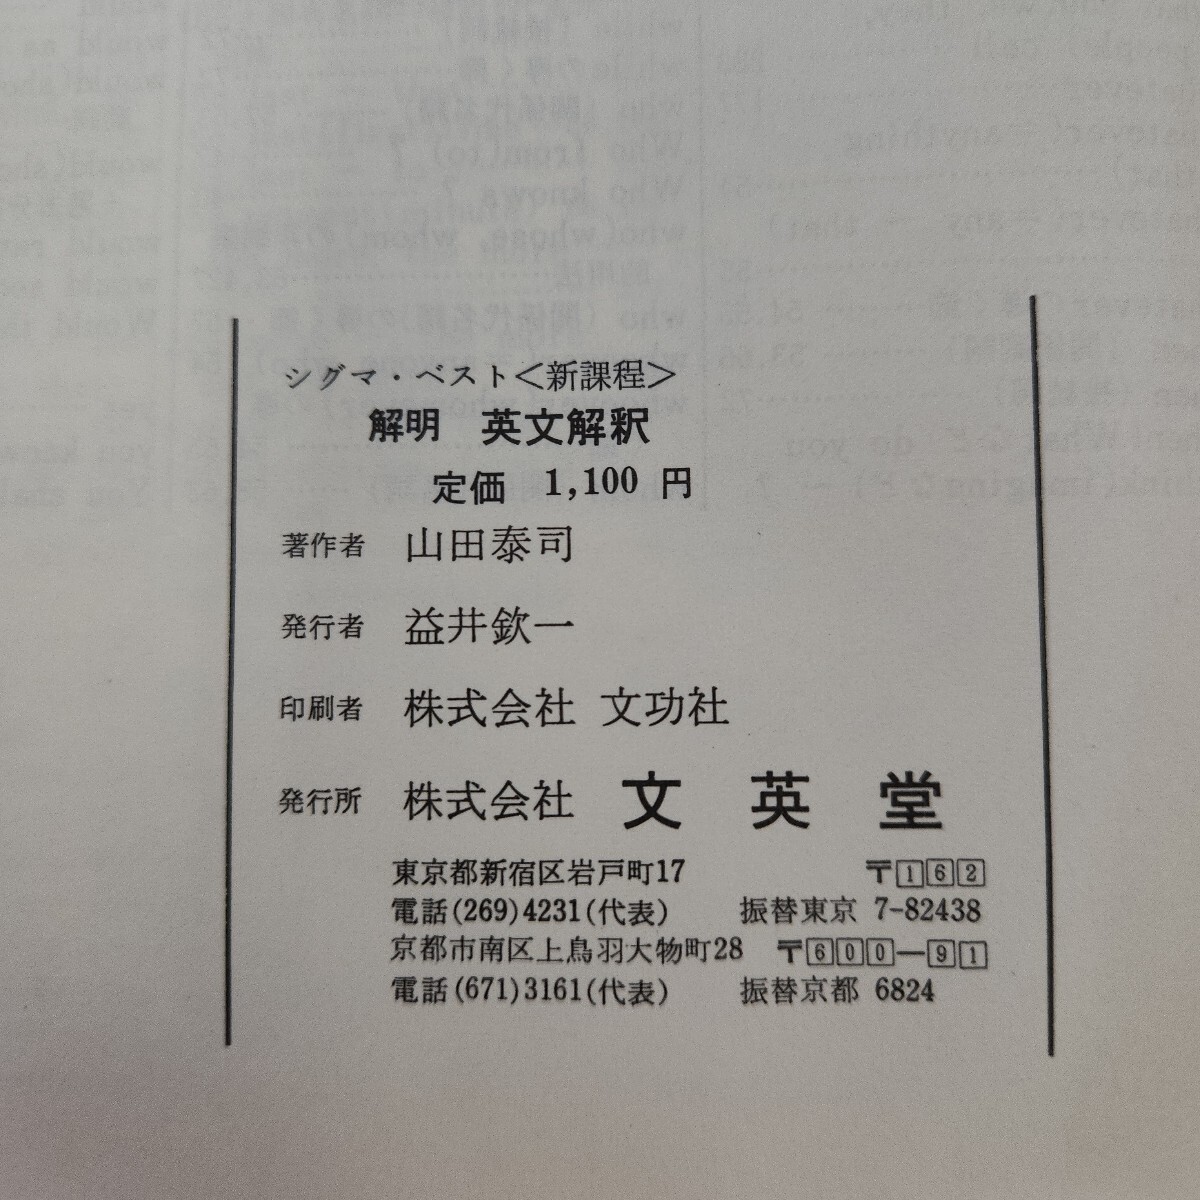 シグマ・ベスト<新課程>
解明 英文解釈
定価 1,100 円
著作者 山田泰司
発行者 益井欽一
印刷者 株式会社 文功社
発行所 株式会社 文英堂
東京都新宿区岩戸町17 〒162
電話(269)4231(代表) 振替東京 7-82438
京都市南区上鳥羽大物町28 〒600-91
電話(671)3161(代表) 振替京都 6824